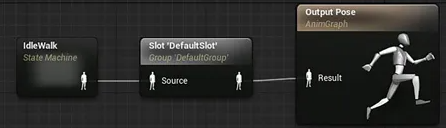 IdleWalk
State Machine
Slot 'DefaultSlot'
Group 'DefaultGroup'
Source
Output Pose
AnimGraph
Result